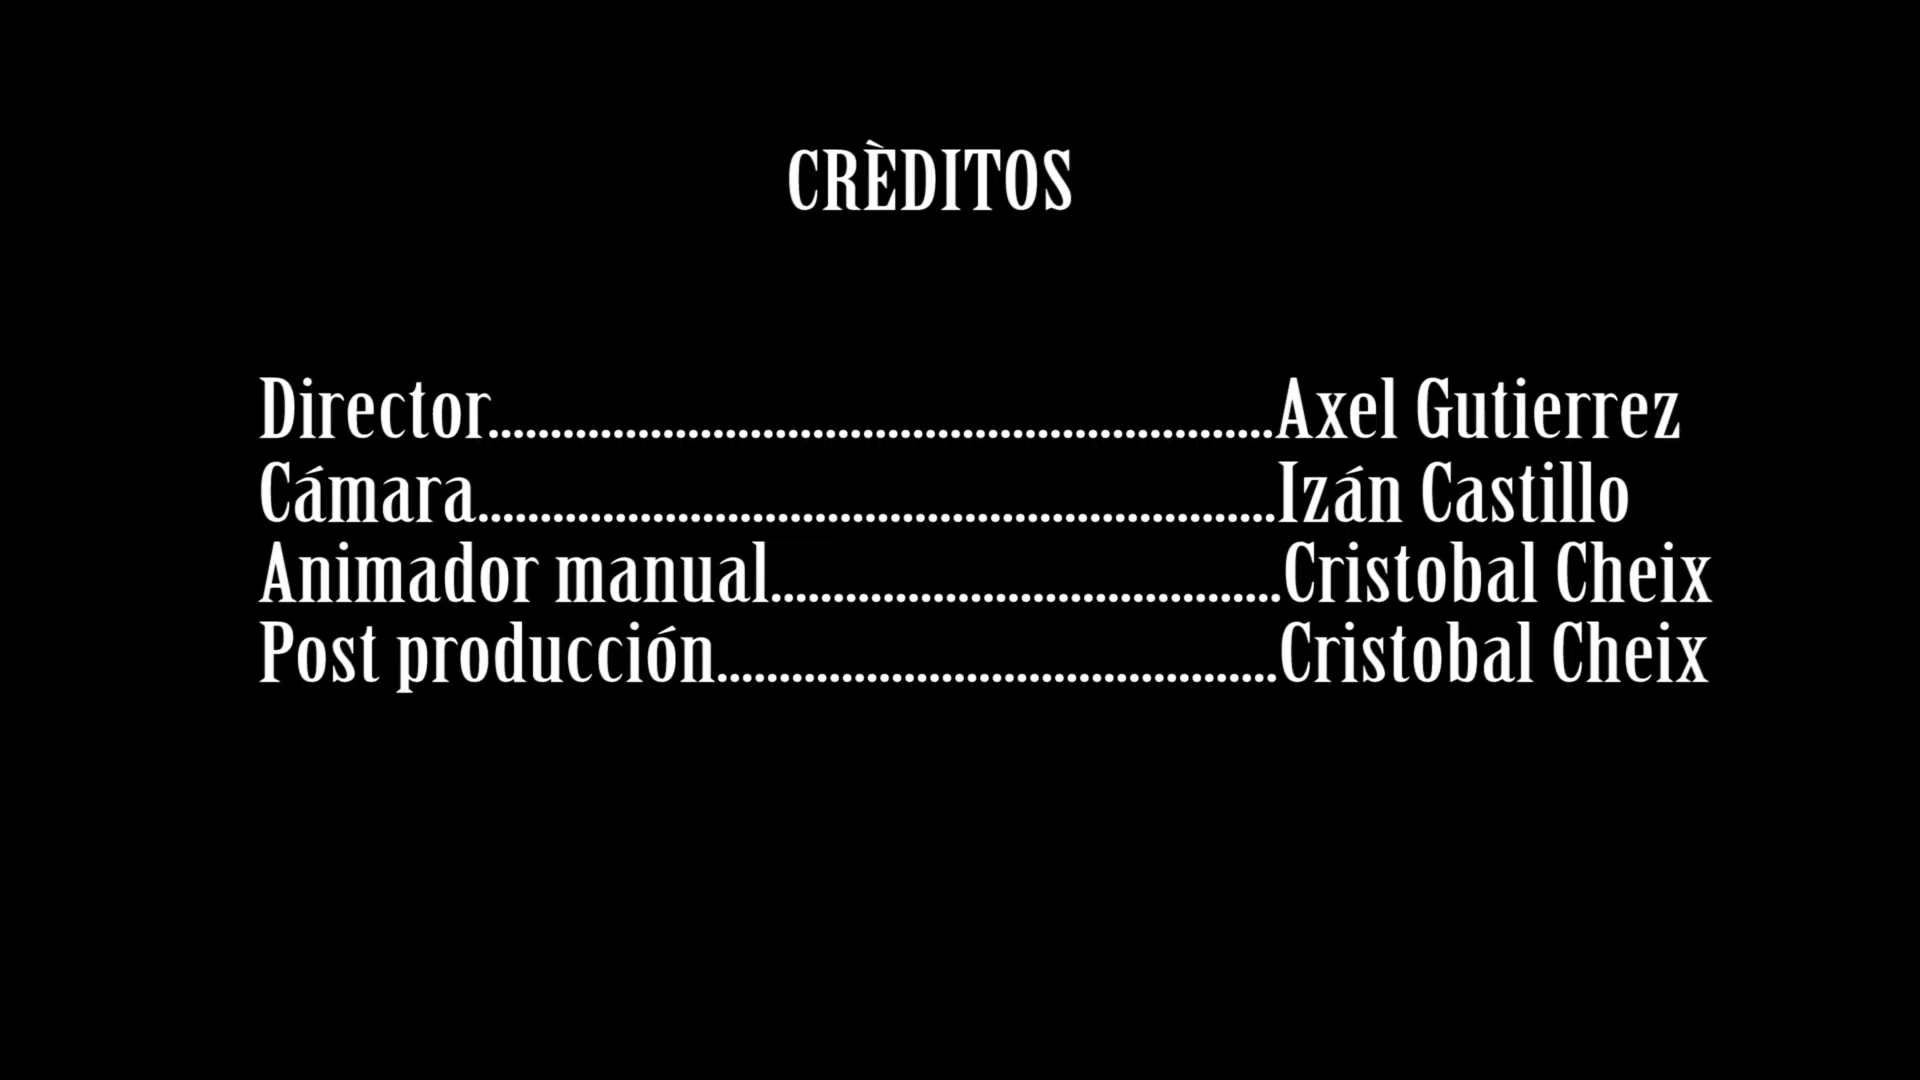 CRÈDITOS
Director...............................................................Axel Gutierrez
Cámara................................................................Izán Castillo
Animador manual.........................................Cristobal Cheix
Post producción.............................................Cristobal Cheix